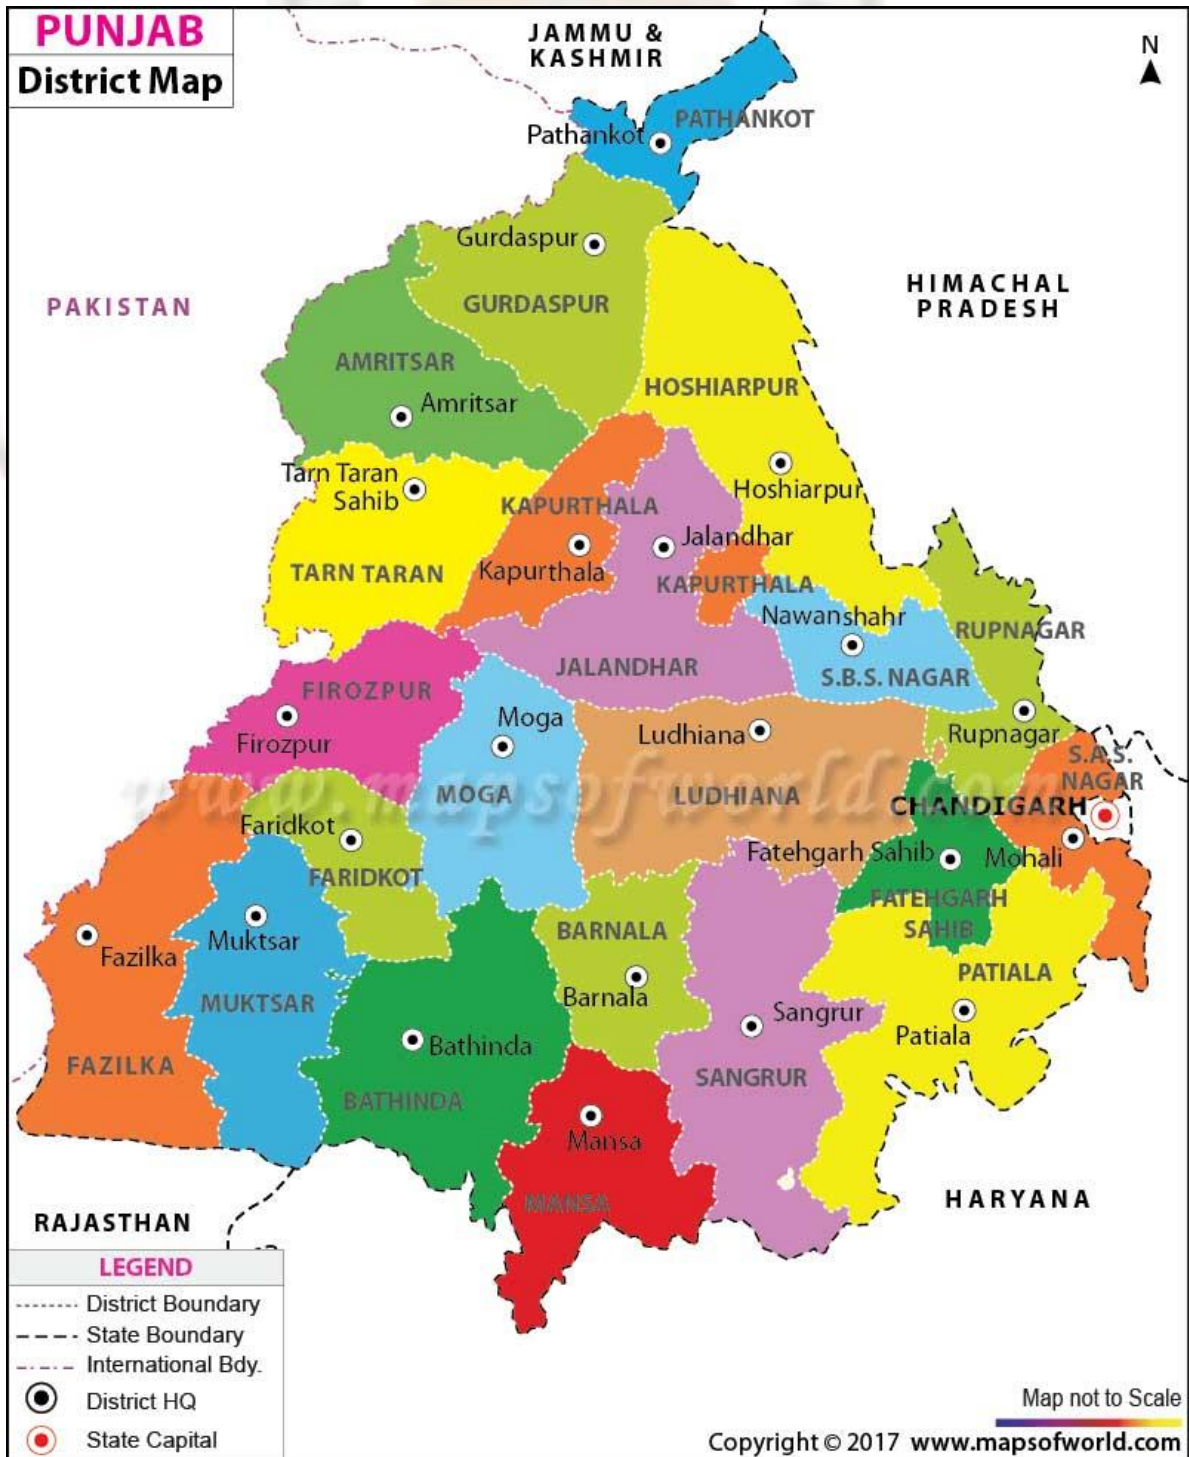 PUNJAB
District Map
JAMMU &
KASHMIR
N
Pathankot
PATHANKOT
Gurdaspur
GURDASPUR
PAKISTAN
HIMACHAL
PRADESH
AMRITSAR
Amritsar
HOSHIARPUR
Hoshiarpur
Tarn Taran
Sahib
TARN TARAN
KAPURTHALA
Kapurthala
Jalandhar
KAPURTHALA
Nawanshahr
S.B.S. NAGAR
RUPNAGAR
JALANDHAR
FIROZPUR
Firozpur
Moga
MOGA
Ludhiana
LUDHIANA
Rupnagar
S.A.S.
NAGAR
www.mapsofworld.com
CHANDIGARH
Faridkot
FARIDKOT
Fatehgarh Sahib
Mohali
FATEHGARH
SAHIB
Fazilka
FAZILKA
Muktsar
MUKTSAR
BARNALA
Barnala
PATIALA
Patiala
Sangrur
SANGRUR
Bathinda
BATHINDA
Mansa
MANSA
RAJASTHAN
HARYANA
LEGEND
District Boundary
State Boundary
International Bdy.
District HQ
State Capital
Map not to Scale
Copyright © 2017 www.mapsofworld.com